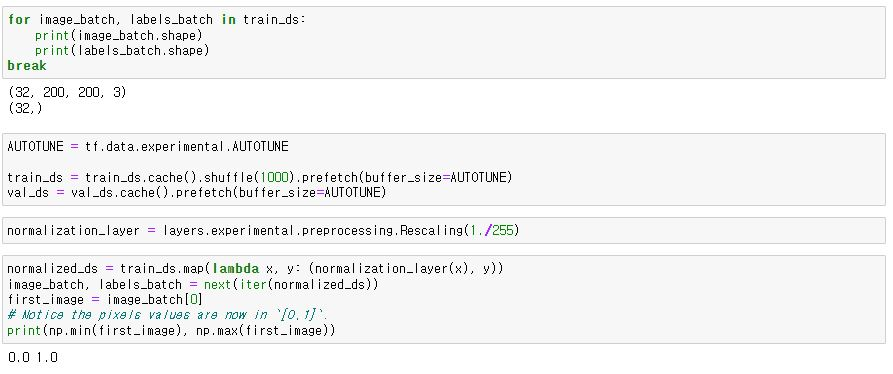 for image_batch, labels_batch in train_ds:
    print(image_batch.shape)
    print(labels_batch.shape)
break
(32, 200, 200, 3)
(32,)
AUTOTUNE = tf.data.experimental.AUTOTUNE
train_ds = train_ds.cache().shuffle(1000).prefetch(buffer_size=AUTOTUNE)
val_ds = val_ds.cache().prefetch(buffer_size=AUTOTUNE)
normalization_layer = layers.experimental.preprocessing.Rescaling(1./255)
normalized_ds = train_ds.map(lambda x, y: (normalization_layer(x), y))
image_batch, labels_batch = next(iter(normalized_ds))
first_image = image_batch[0]
# Notice the pixels values are now in `[0,1]`.
print(np.min(first_image), np.max(first_image))
0.0 1.0